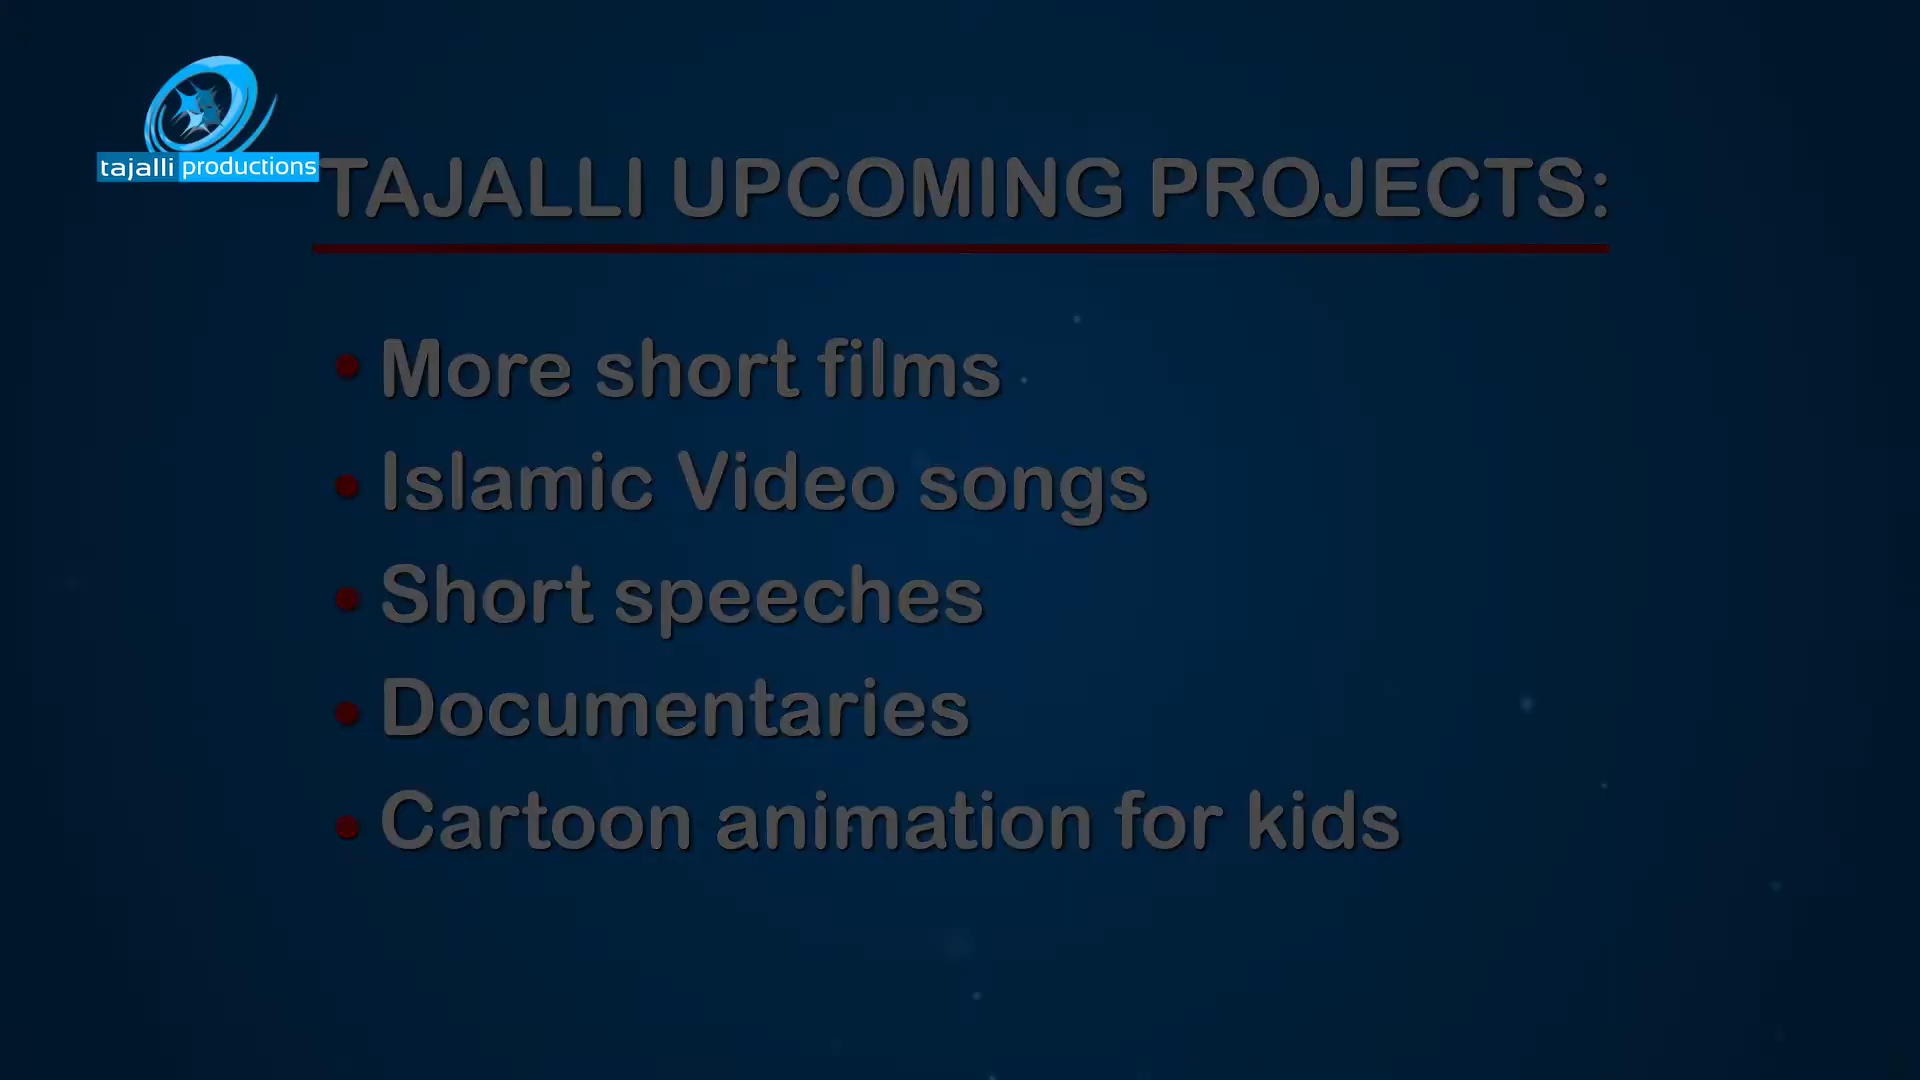 tajalli productions
TAJALLI UPCOMING PROJECTS:
• More short films
• Islamic Video songs
• Short speeches
• Documentaries
• Cartoon animation for kids